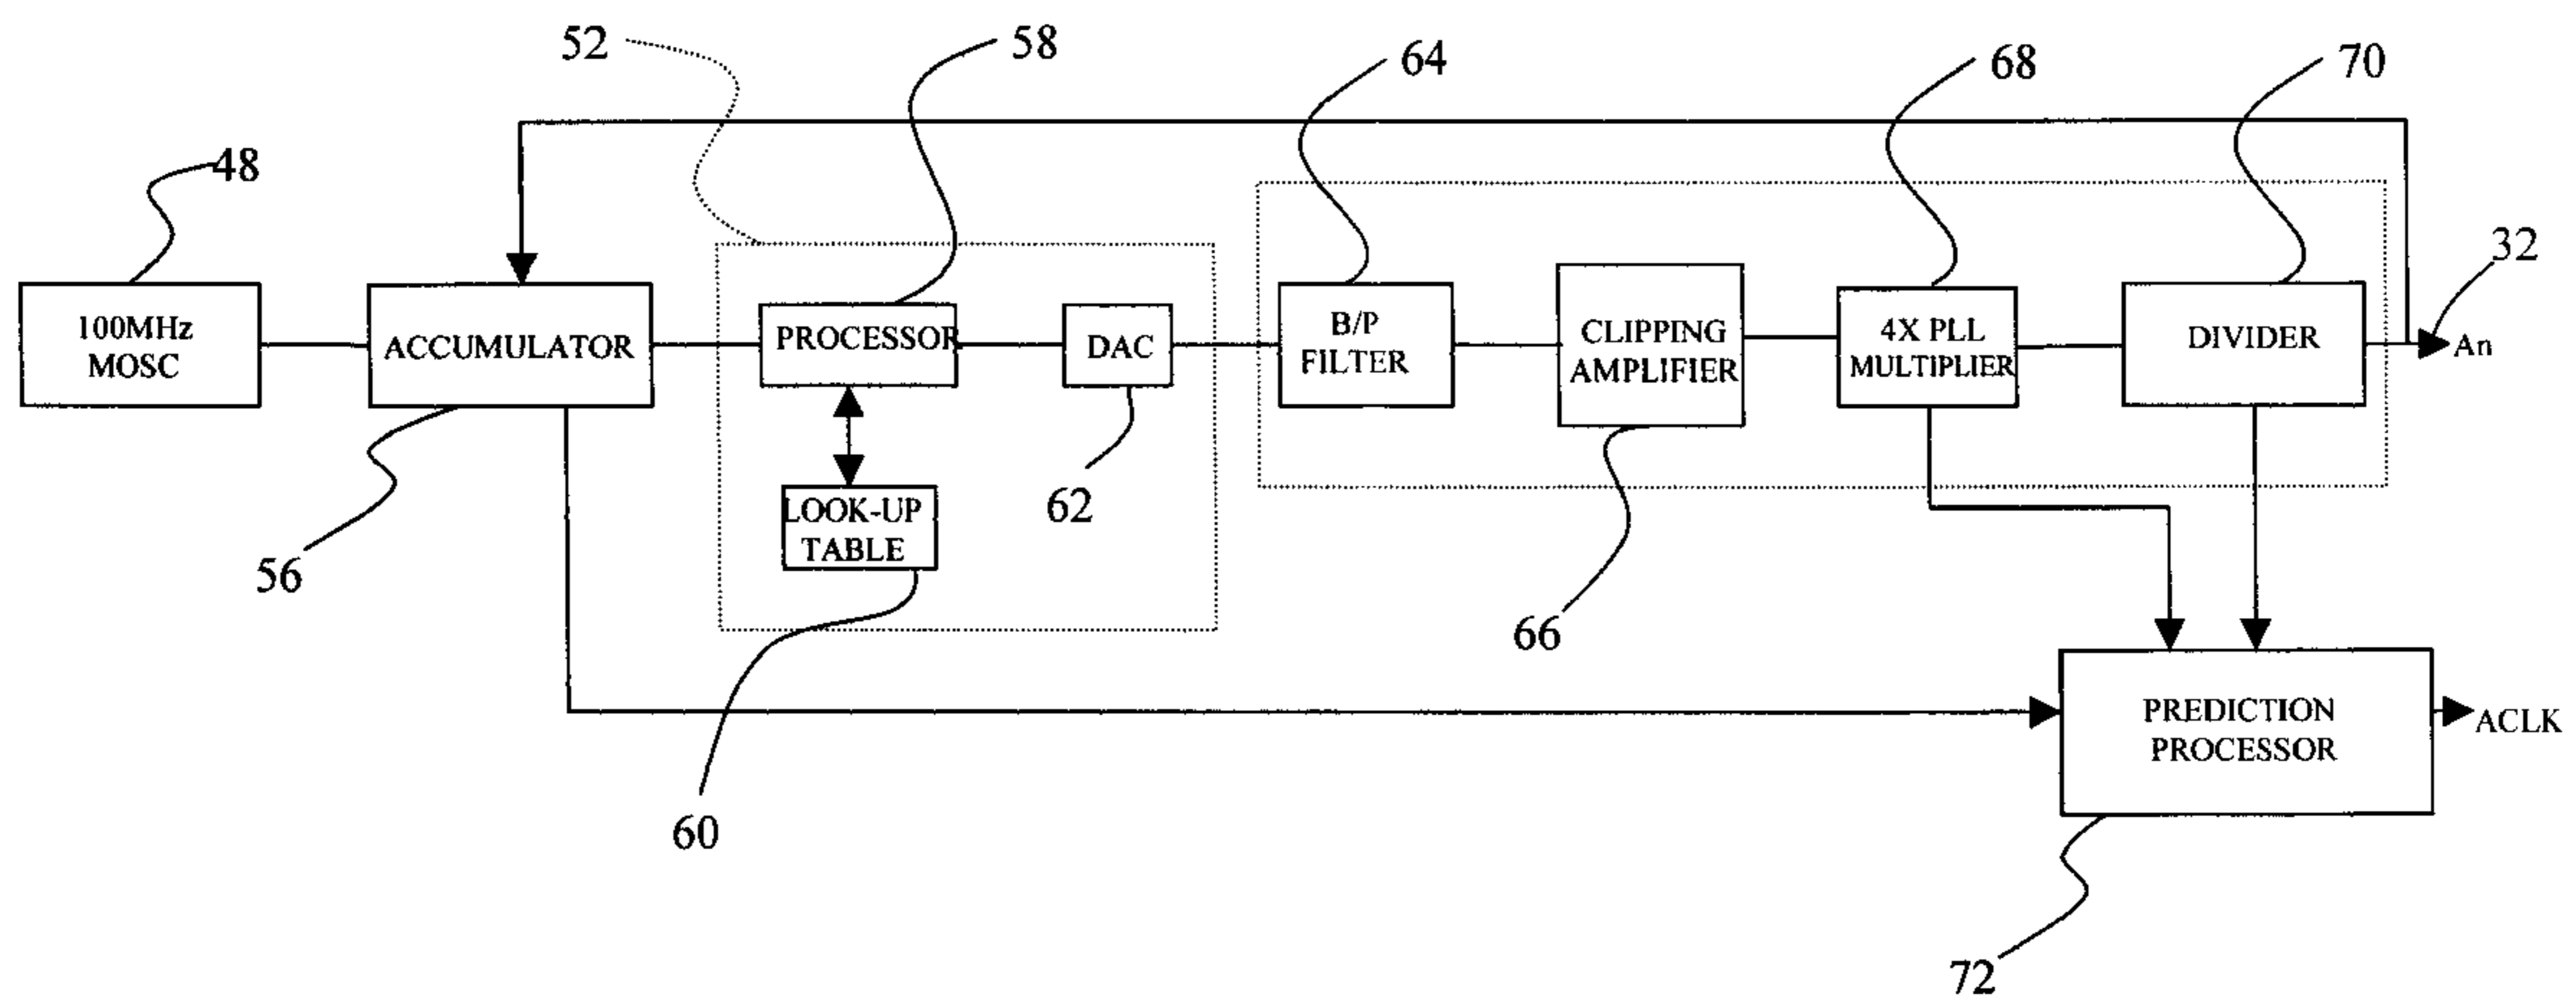 52
58
64
68
70
48
32
100MHz
MOSC
ACCUMULATOR
PROCESSOR
DAC
B/P
FILTER
CLIPPING
AMPLIFIER
4X PLL
MULTIPLIER
DIVIDER
An
LOOK-UP
TABLE
62
56
66
60
PREDICTION
PROCESSOR
ACLK
72